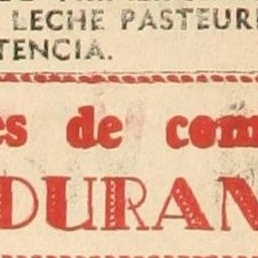 LECHE PASTEUR
TENCIA.
es de com
DURAN